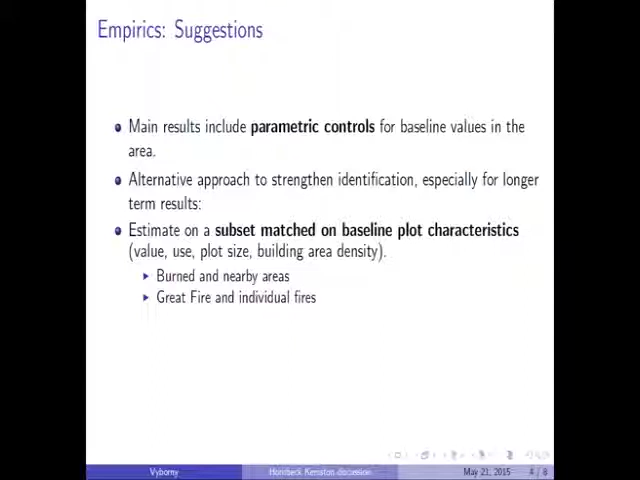 Empirics: Suggestions
Main results include parametric controls for baseline values in the
area.
Alternative approach to strengthen identification, especially for longer
term results:
Estimate on a subset matched on baseline plot characteristics
(value, use, plot size, building area density).
Burned and nearby areas
Great Fire and individual fires
Vyborny
Hornbeck Keniston discussion
May 21, 2015
4 / 8